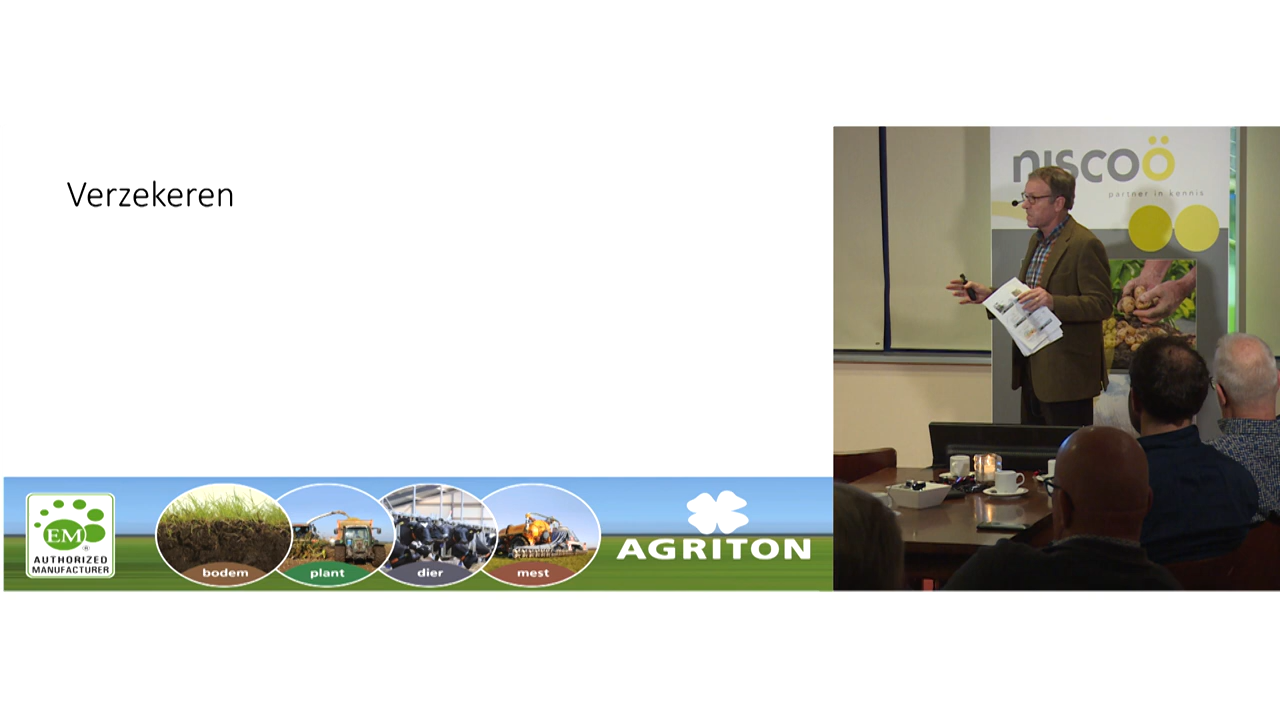 Verzekeren
niscoö
partner in kennis
EM
®
AUTHORIZED
MANUFACTURER
bodem
plant
dier
mest
AGRITON